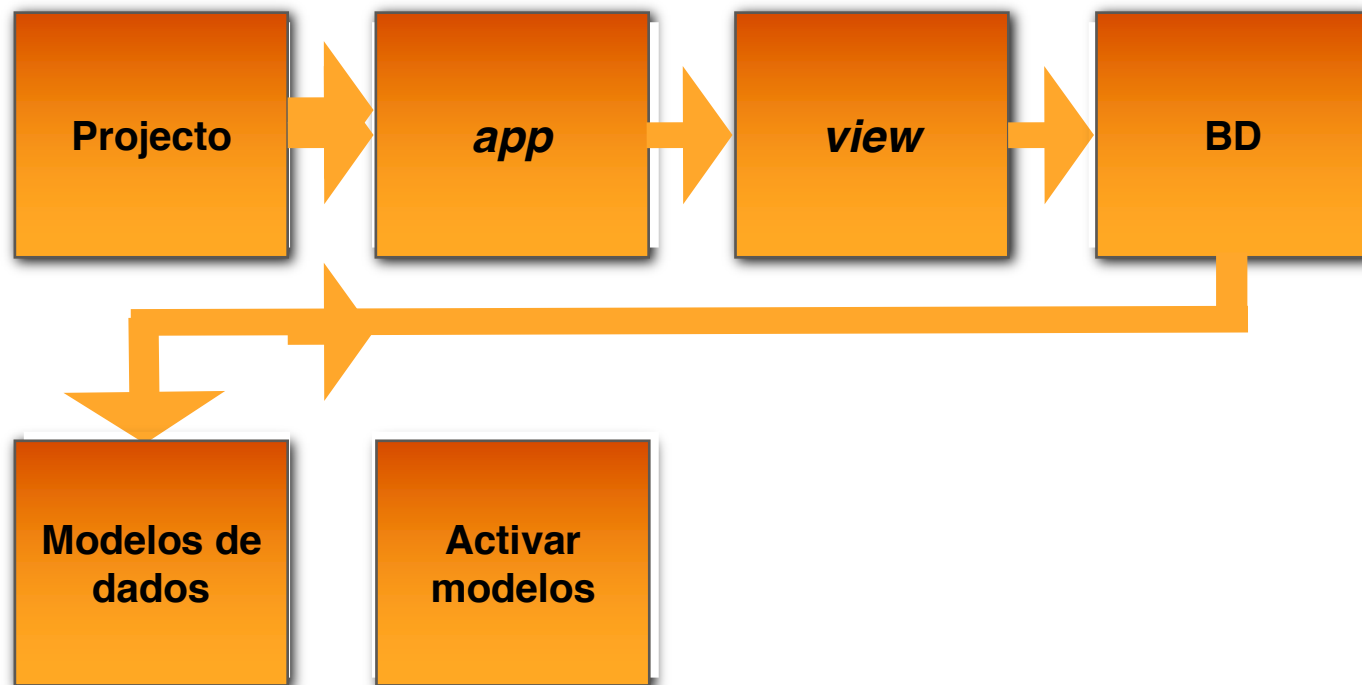 Projecto
app
view
BD
Modelos de
dados
Activar
modelos